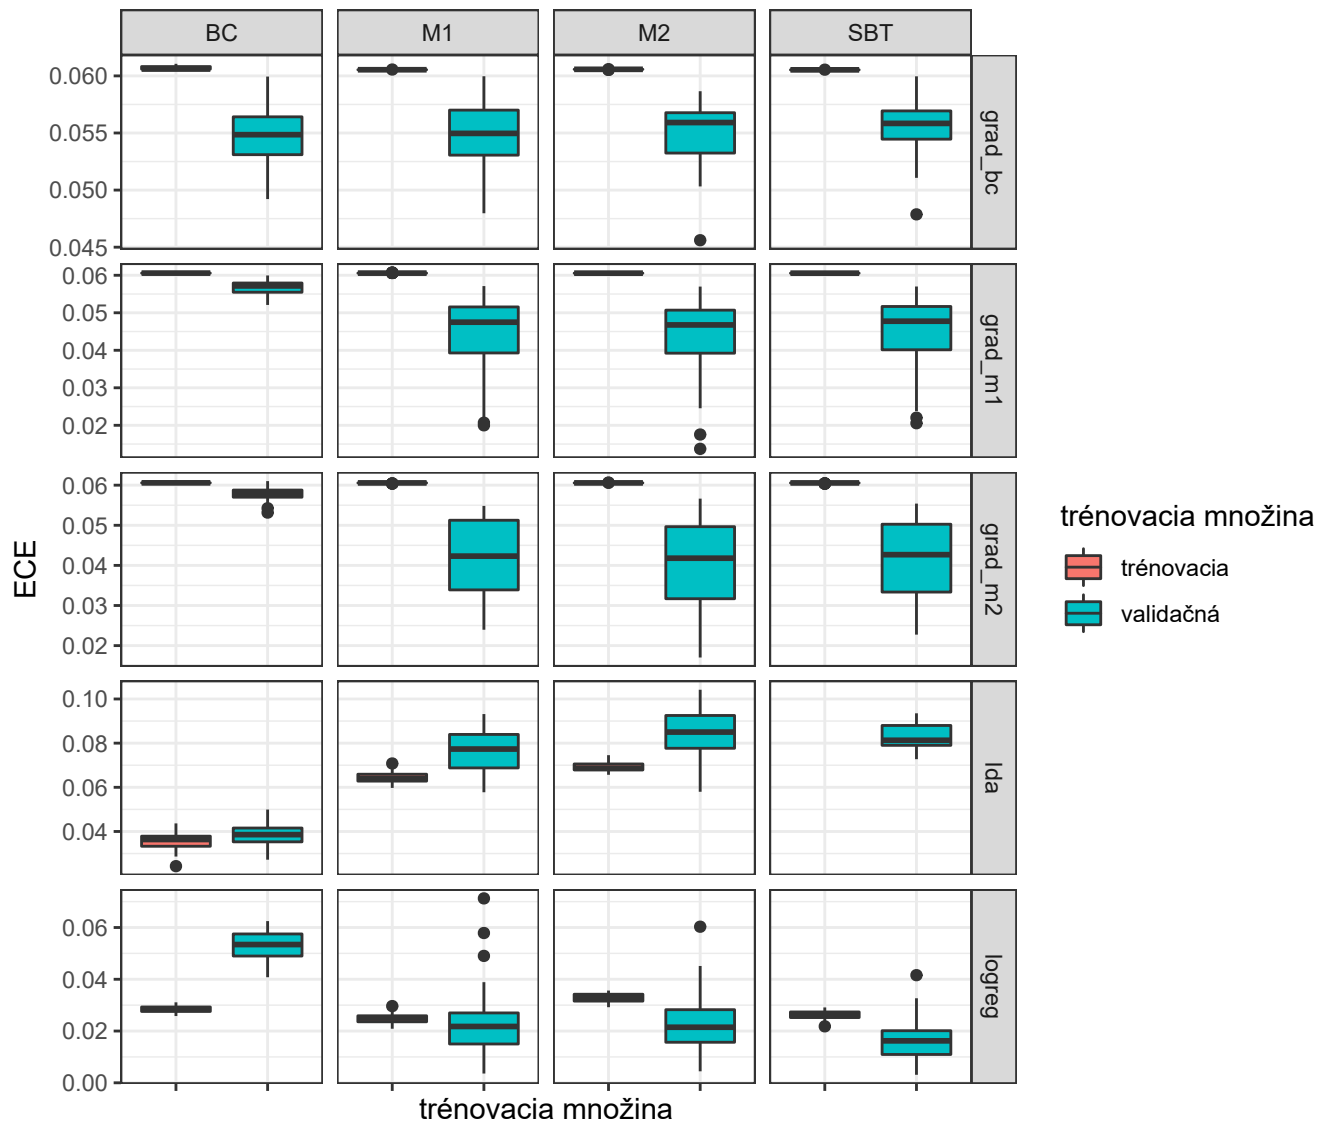 BC M1 M2 SBT
0.060
0.055
0.050
0.045
grad_bc
0.06
0.05
0.04
0.03
0.02
grad_m1
0.06
0.05
0.04
0.03
0.02
grad_m2
0.10
0.08
0.06
0.04
lda
0.06
0.04
0.02
0.00
logreg
ECE
trénovacia množina
trénovacia množina
trénovacia
validačná